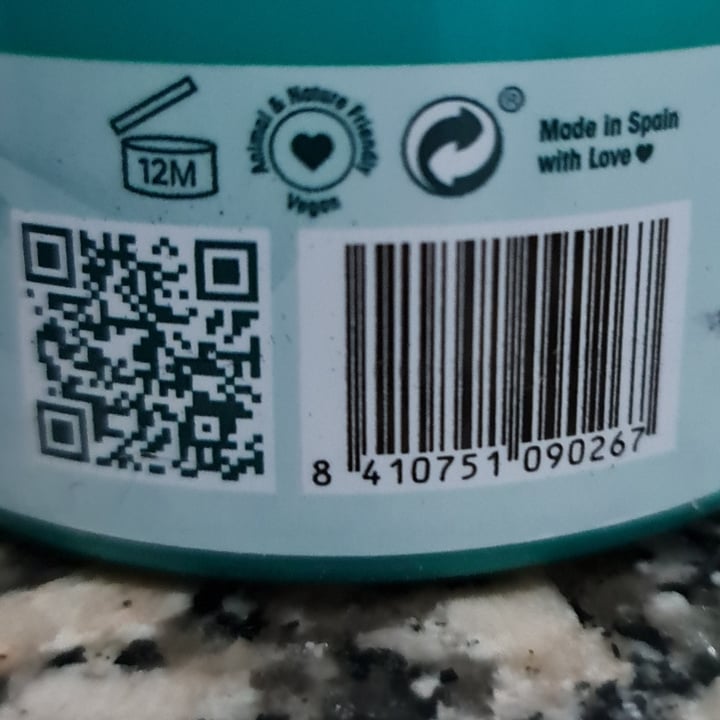 12M
Animal & Nature Friendly
Vegan
®
Made in Spain
with Love
8 410751 090267